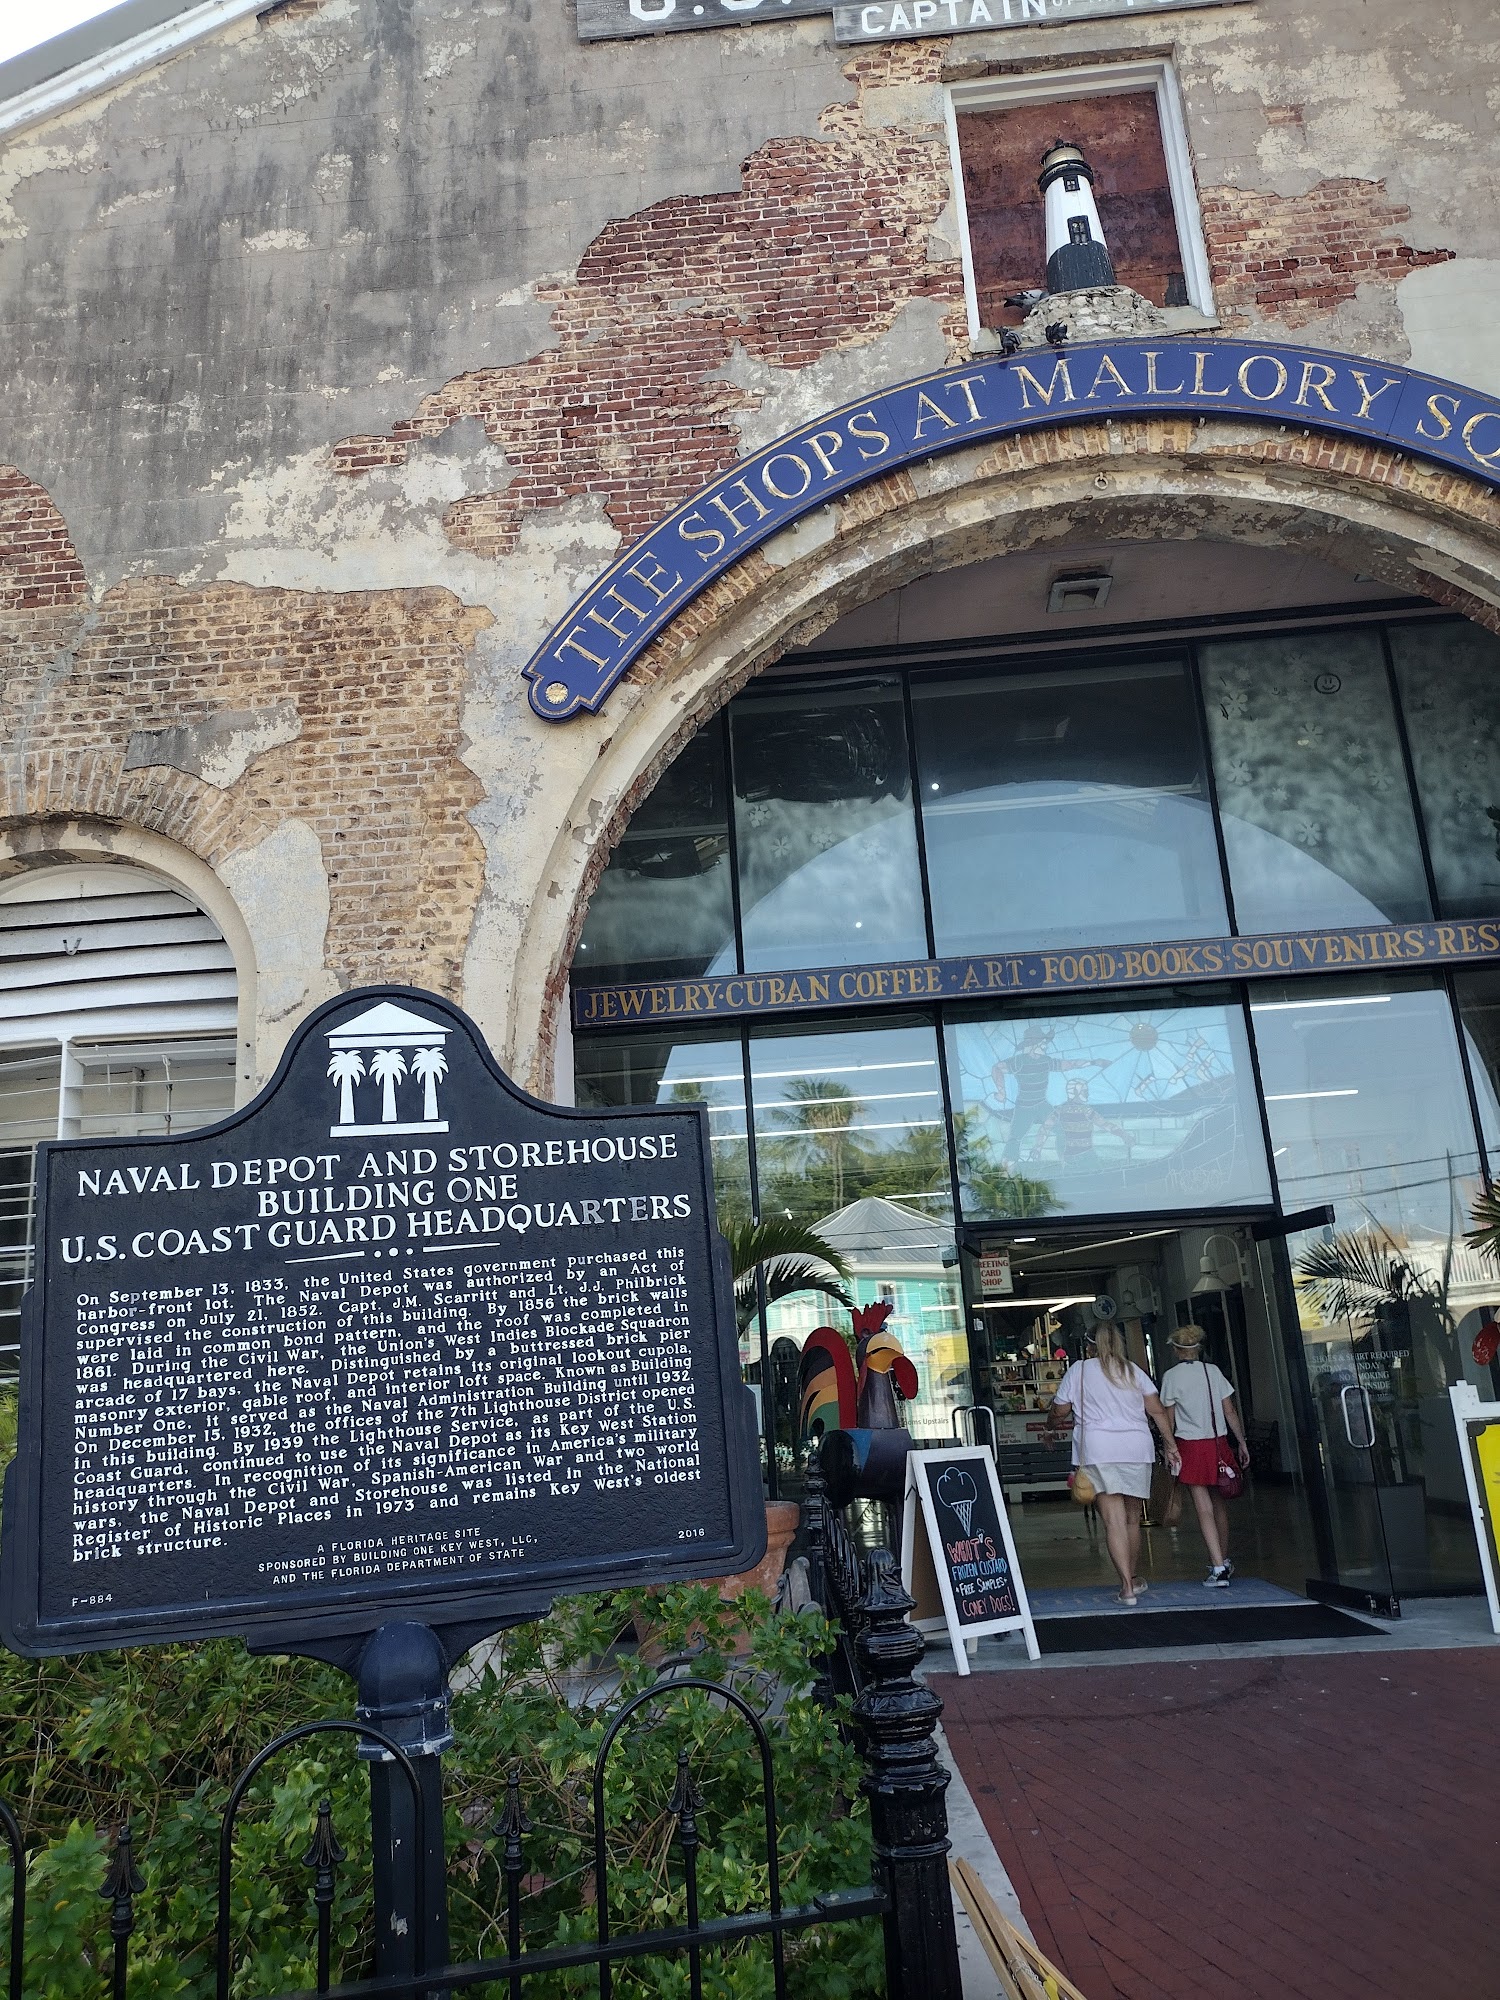 CAPTAIN OF THE
THE SHOPS AT MALLORY SQ
JEWELRY·CUBAN COFFEE·ART·FOOD·BOOKS·SOUVENIRS·RES
NAVAL DEPOT AND STOREHOUSE
BUILDING ONE
U.S. COAST GUARD HEADQUARTERS
On September 13, 1833, the United States government purchased this
harbor-front lot. The Naval Depot was authorized by an Act of
Congress on July 21, 1852. Capt. J.M. Scarritt and Lt. J.J. Philbrick
supervised the construction of this building. By 1856 the brick walls
were laid in common bond pattern, and the roof was completed in
1861. During the Civil War, the Union's West Indies Blockade Squadron
was headquartered here. Distinguished by a buttressed brick pier
arcade of 17 bays, the Naval Depot retains its original lookout cupola,
masonry exterior, gable roof, and interior loft space. Known as Building
Number One, it served as the Naval Administration Building until 1932.
On December 15, 1932, the offices of the 7th Lighthouse District opened
in this building. By 1939 the Lighthouse Service, as part of the U.S.
Coast Guard, continued to use the Naval Depot as its Key West Station
headquarters. In recognition of its significance in America's military
history through the Civil War, Spanish-American War and two world
wars, the Naval Depot and Storehouse was listed in the National
Register of Historic Places in 1973 and remains Key West's oldest
brick structure.
A FLORIDA HERITAGE SITE
SPONSORED BY BUILDING ONE KEY WEST, LLC,
AND THE FLORIDA DEPARTMENT OF STATE
2016
F-884
GREETING
CARD
SHOP
SHOES & SHIRT REQUIRED
NO SMOKING
INSIDE
Upstairs
FROZEN CUSTARD
FREE SAMPLES
CONEY DOGS!